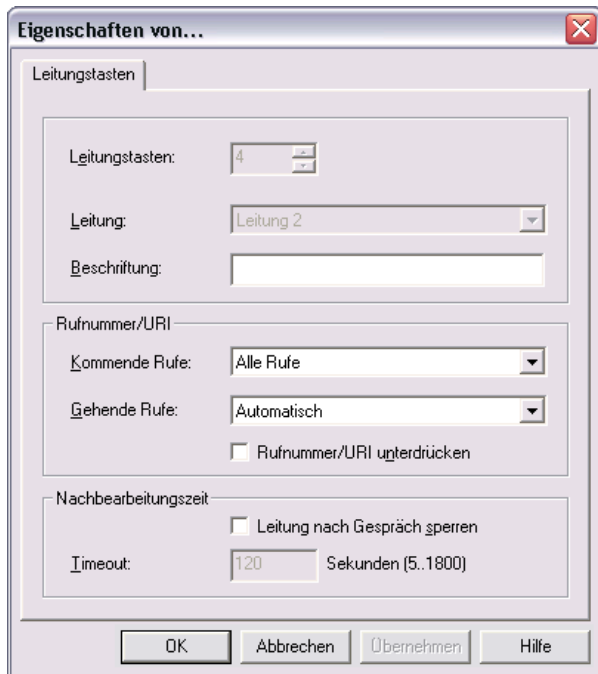 Eigenschaften von...
Leitungstasten
Leitungstasten: 4
Leitung: Leitung 2
Beschriftung:
Rufnummer/URI
Kommende Rufe: Alle Rufe
Gehende Rufe: Automatisch
Rufnummer/URI unterdrücken
Nachbearbeitungszeit
Leitung nach Gespräch sperren
Timeout: 120 Sekunden (5..1800)
OK Abbrechen Übernehmen Hilfe